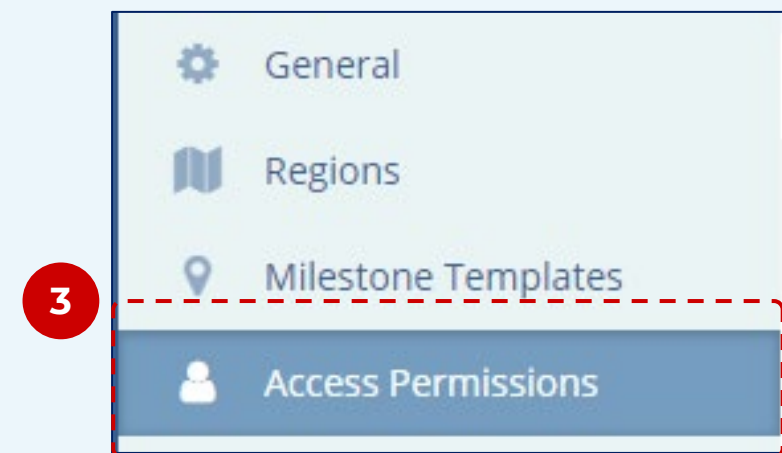 General
Regions
Milestone Templates
3
Access Permissions